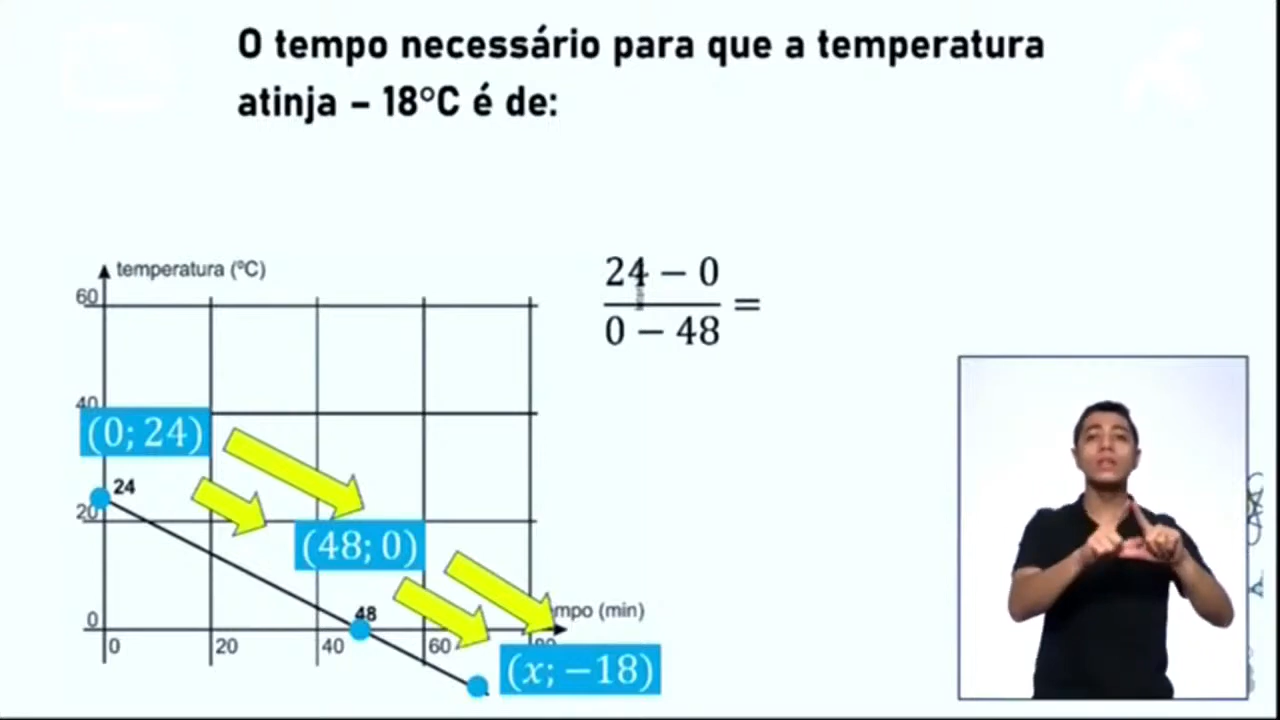 O tempo necessário para que a temperatura
atinja – 18°C é de:
temperatura (ºC)
60
40
(0; 24)
24
20
(48; 0)
48
0
mpo (min)
0
20
40
60
(x; −18)
24 − 0
0 − 48
=